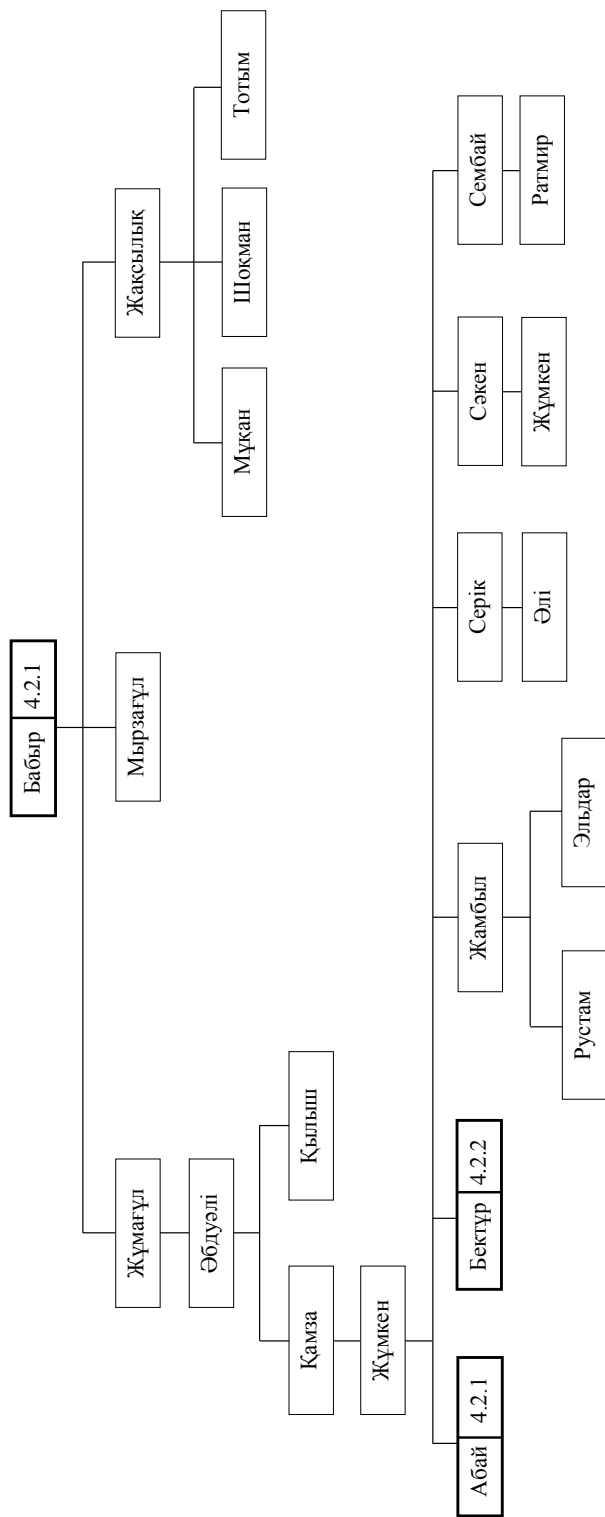 Бабыр 4.2.1
Жұмағұл
Мырзағұл
Жақсылық
Әбдуәлі
Мұқан
Шоқман
Тотым
Қамза
Қылыш
Жұмкен
Абай 4.2.1
Бектұр 4.2.2
Жамбыл
Серік
Сәкен
Сембай
Әлі
Жұмкен
Ратмир
Рустам
Эльдар